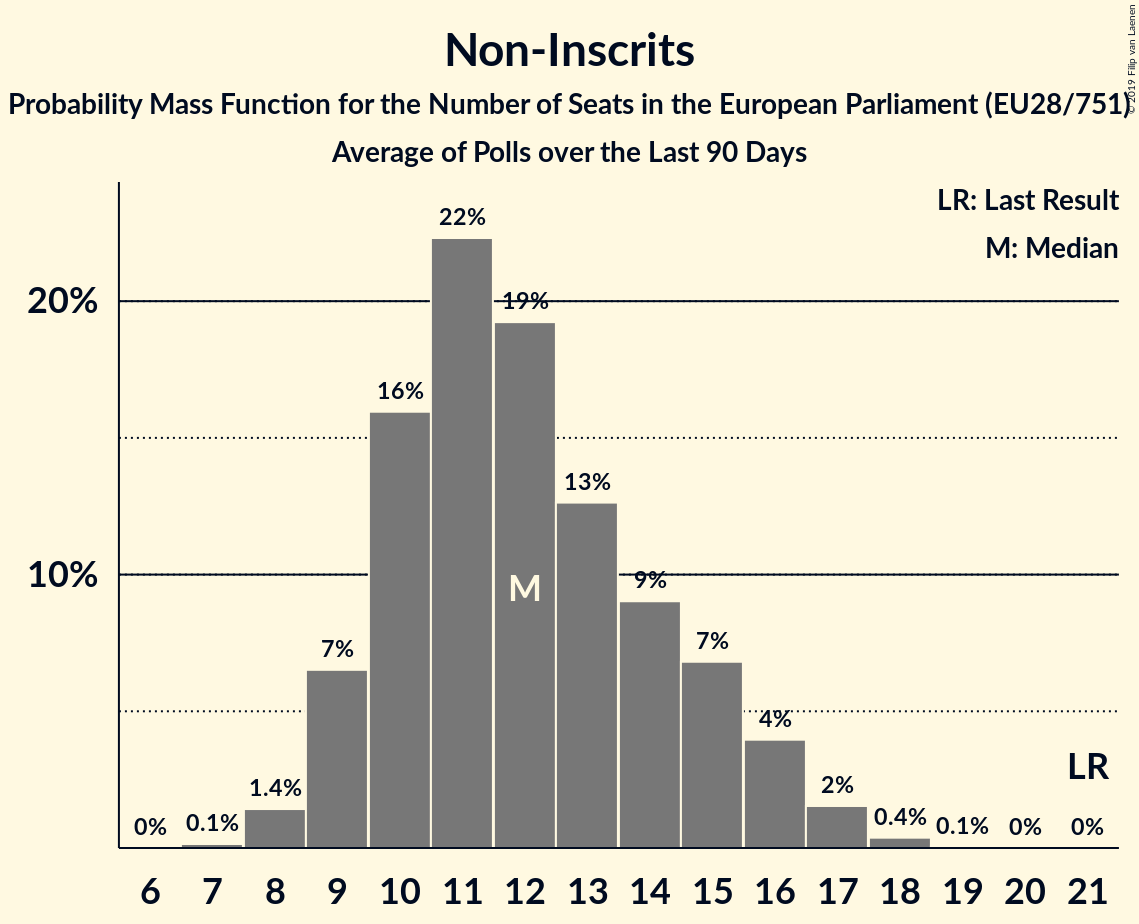 Non-Inscrits
Probability Mass Function for the Number of Seats in the European Parliament (EU28/751)
Average of Polls over the Last 90 Days
© 2019 Filip van Laenen
LR: Last Result
M: Median
22%
20%
19%
16%
13%
10%
9%
M
7%
7%
4%
LR
1.4%
2%
0%
0.1%
0.4%
0.1%
0%
0%
6 7 8 9 10 11 12 13 14 15 16 17 18 19 20 21